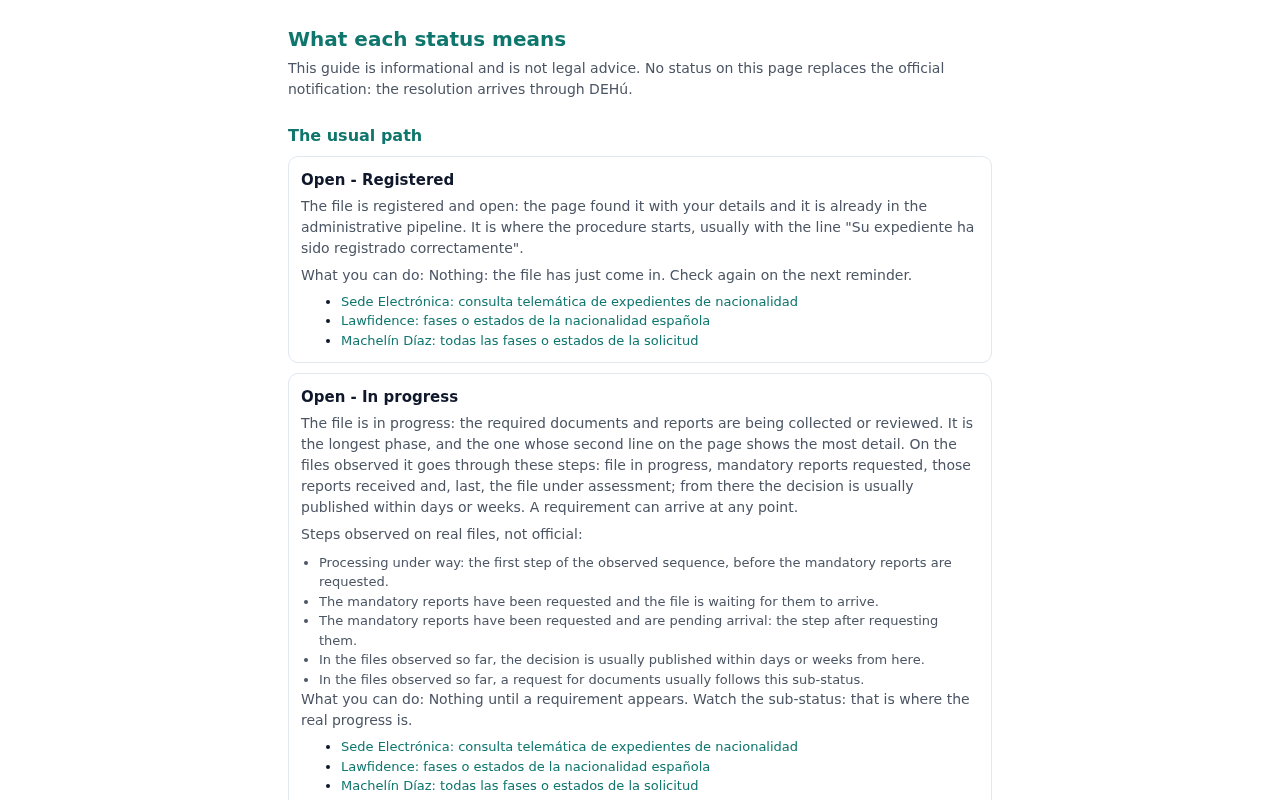 What each status means
This guide is informational and is not legal advice. No status on this page replaces the official
notification: the resolution arrives through DEHú.
The usual path
Open - Registered
The file is registered and open: the page found it with your details and it is already in the
administrative pipeline. It is where the procedure starts, usually with the line "Su expediente ha
sido registrado correctamente".
What you can do: Nothing: the file has just come in. Check again on the next reminder.
• Sede Electrónica: consulta telemática de expedientes de nacionalidad
• Lawfidence: fases o estados de la nacionalidad española
• Machelín Díaz: todas las fases o estados de la solicitud
Open - In progress
The file is in progress: the required documents and reports are being collected or reviewed. It is
the longest phase, and the one whose second line on the page shows the most detail. On the
files observed it goes through these steps: file in progress, mandatory reports requested, those
reports received and, last, the file under assessment; from there the decision is usually
published within days or weeks. A requirement can arrive at any point.
Steps observed on real files, not official:
• Processing under way: the first step of the observed sequence, before the mandatory reports are
requested.
• The mandatory reports have been requested and the file is waiting for them to arrive.
• The mandatory reports have been requested and are pending arrival: the step after requesting
them.
• In the files observed so far, the decision is usually published within days or weeks from here.
• In the files observed so far, a request for documents usually follows this sub-status.
What you can do: Nothing until a requirement appears. Watch the sub-status: that is where the
real progress is.
• Sede Electrónica: consulta telemática de expedientes de nacionalidad
• Lawfidence: fases o estados de la nacionalidad española
• Machelín Díaz: todas las fases o estados de la solicitud